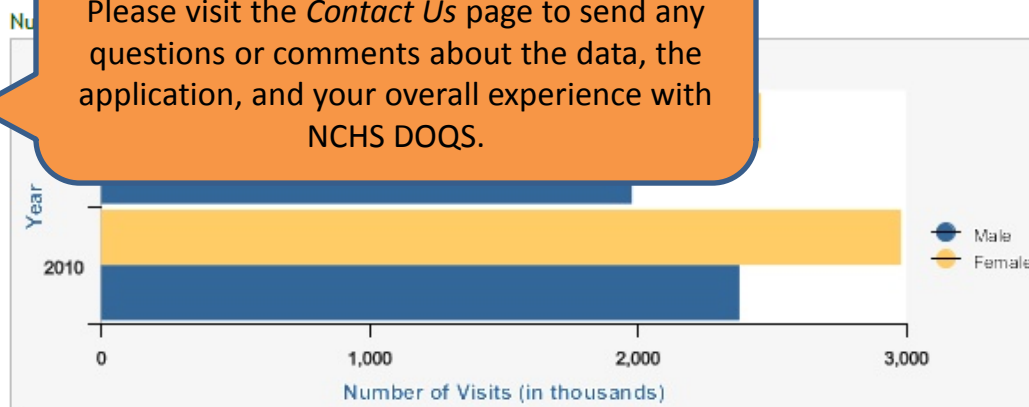 Please visit the Contact Us page to send any
questions or comments about the data, the
application, and your overall experience with
NCHS DOQS.
Year
2010
Male
Female
0
1,000
2,000
3,000
Number of Visits (in thousands)